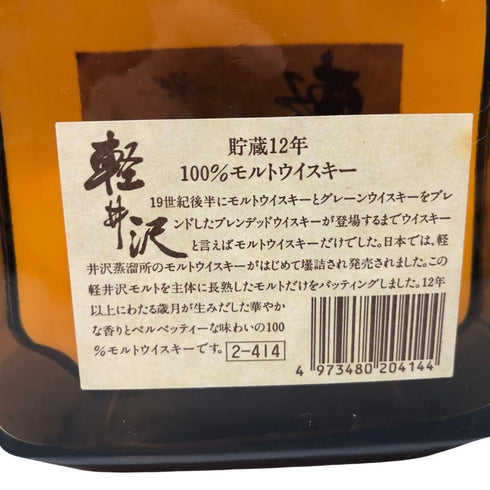 軽井沢
貯蔵12年
100%モルトウイスキー
19世紀後半にモルトウイスキーとグレーンウイスキーをブレ
ンドしたブレンデッドウイスキーが登場するまでウイスキー
と言えばモルトウイスキーだけでした。日本では、軽
井沢蒸溜所のモルトウイスキーがはじめて壜詰され発売されました。この
軽井沢モルトを主体に長熟したモルトだけをバッティングしました。12年
以上にわたる歳月が生みだした華やか
な香りとベルベッティーな味わいの100
%モルトウイスキーです。 2-414
4 973480 204144